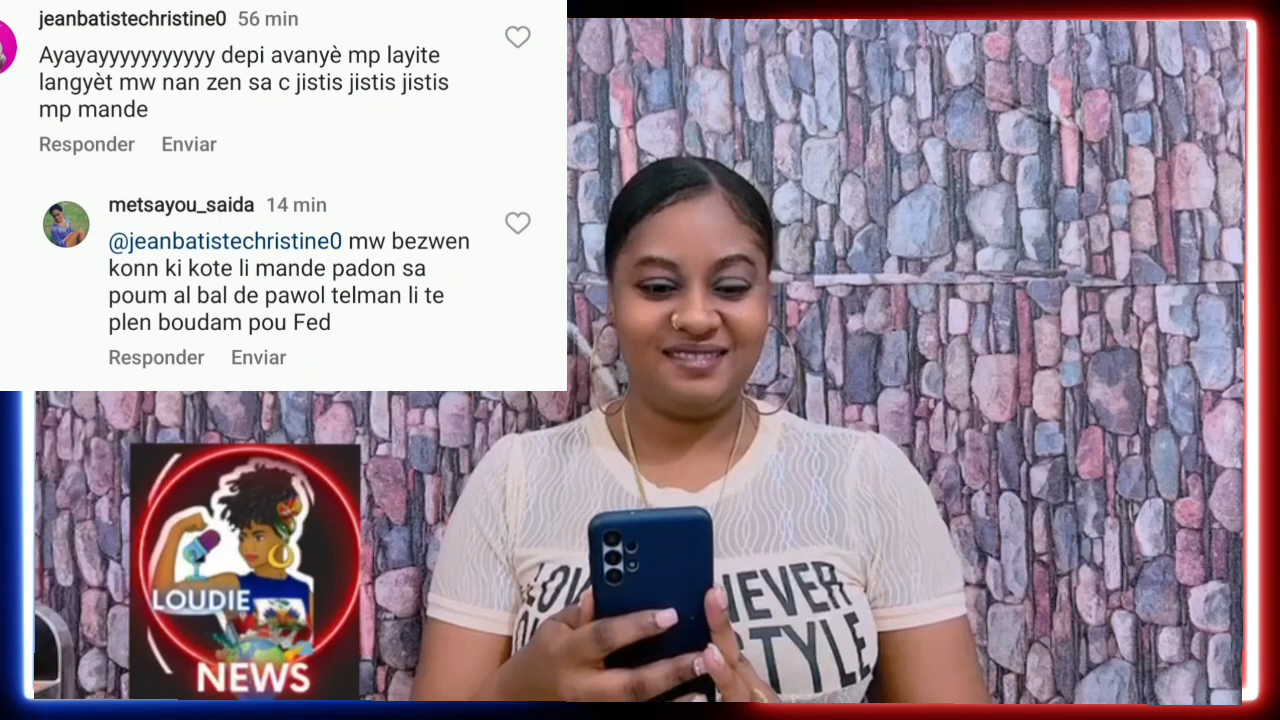 jeanbatistechristine0 56 min
Ayayayyyyyyyyyyy depi avanyè mp layite
langyèt mw nan zen sa c jistis jistis jistis
mp mande
Responder Enviar
metsayou_saida 14 min
@jeanbatistechristine0 mw bezwen
konn ki kote li mande padon sa
poum al bal de pawol telman li te
plen boudam pou Fed
Responder Enviar
NEVER
STYLE
LOUDIE
NEWS